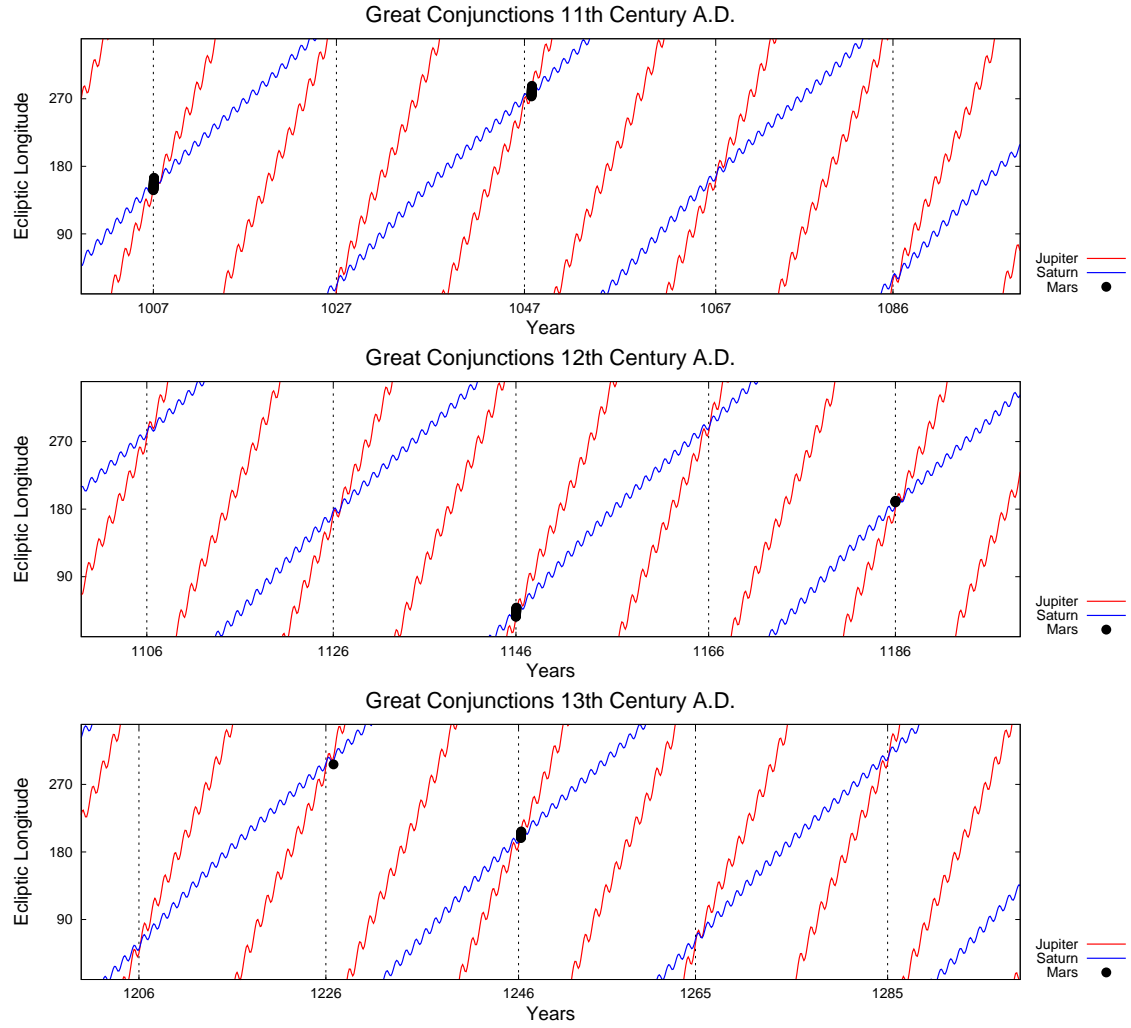 Great Conjunctions 11th Century A.D.
Ecliptic Longitude
270
180
90
1007 1027 1047 1067 1086
Years
Jupiter
Saturn
Mars
Great Conjunctions 12th Century A.D.
Ecliptic Longitude
270
180
90
1106 1126 1146 1166 1186
Years
Jupiter
Saturn
Mars
Great Conjunctions 13th Century A.D.
Ecliptic Longitude
270
180
90
1206 1226 1246 1265 1285
Years
Jupiter
Saturn
Mars